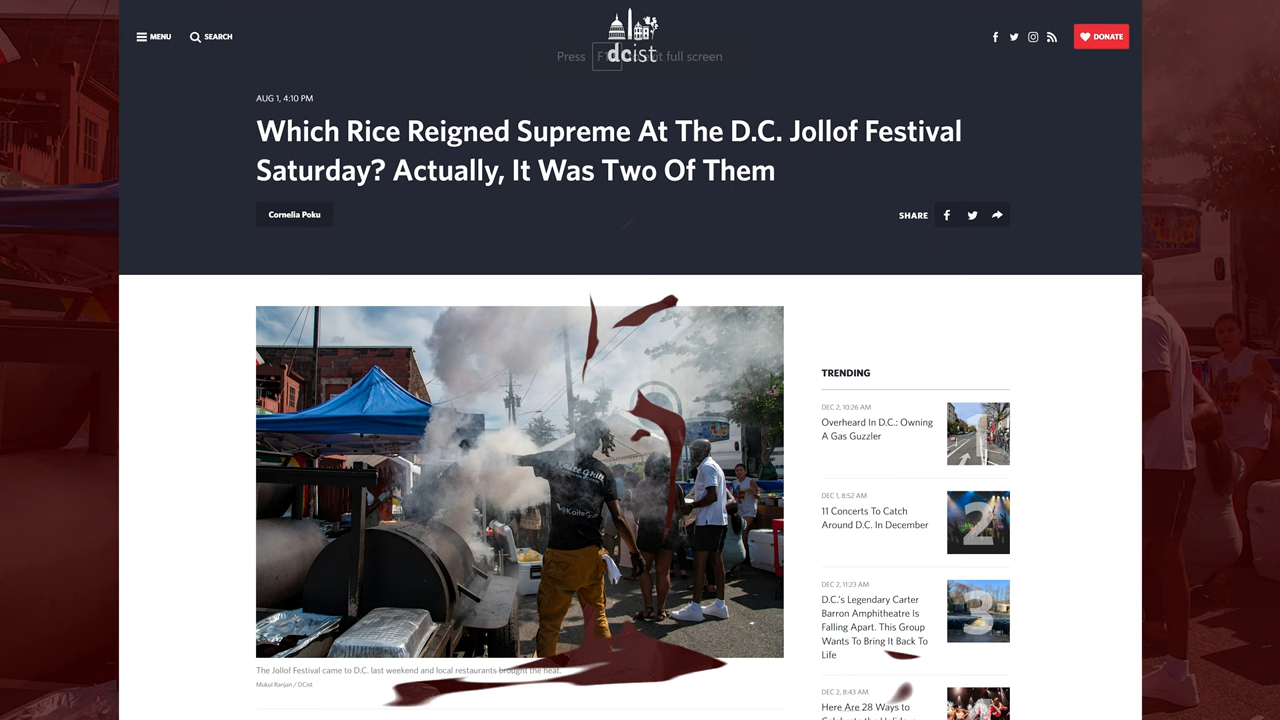 MENU
SEARCH
dcist
Press
full screen
DONATE
AUG 1, 4:10 PM
Which Rice Reigned Supreme At The D.C. Jollof Festival
Saturday? Actually, It Was Two Of Them
Cornelia Poku
SHARE
The Jollof Festival came to D.C. last weekend and local restaurants brought the heat.
Mukul Ranjan / DCist
TRENDING
DEC 2, 10:26 AM
Overheard In D.C.: Owning
A Gas Guzzler
DEC 1, 8:52 AM
11 Concerts To Catch
Around D.C. In December
2
DEC 2, 11:23 AM
D.C.'s Legendary Carter
Barron Amphitheatre Is
Falling Apart. This Group
Wants To Bring It Back To
Life
3
DEC 2, 8:43 AM
Here Are 28 Ways to